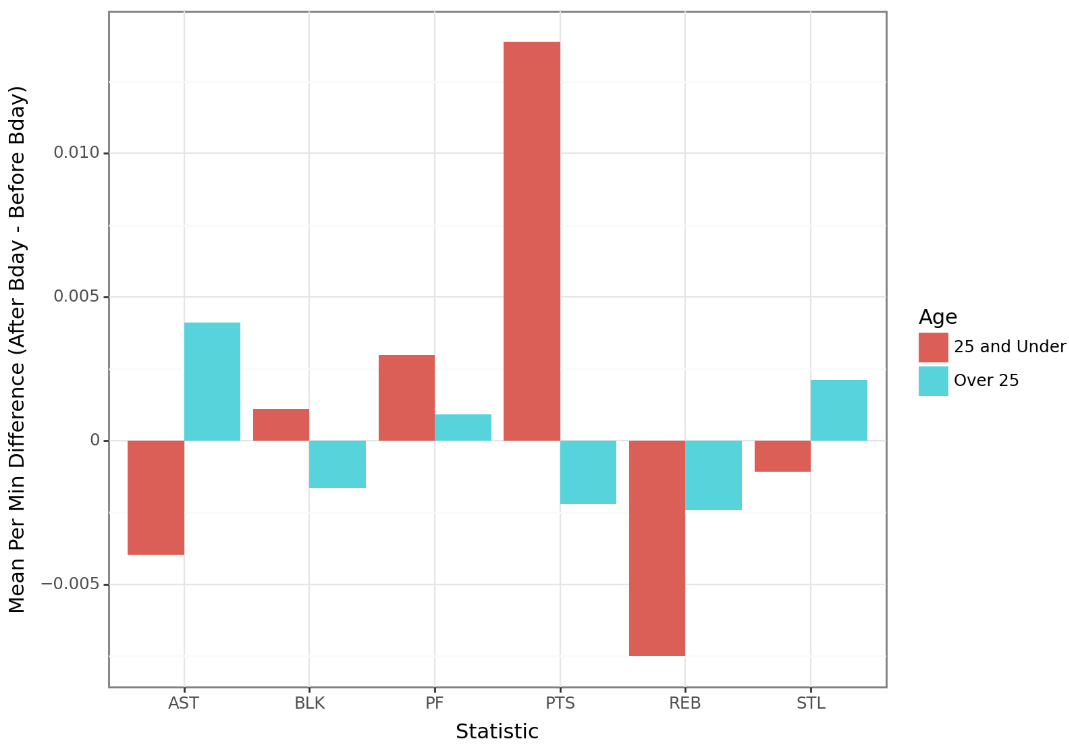 Mean Per Min Difference (After Bday - Before Bday)
0.010
0.005
0
−0.005
AST BLK PF PTS REB STL
Statistic
Age
25 and Under
Over 25